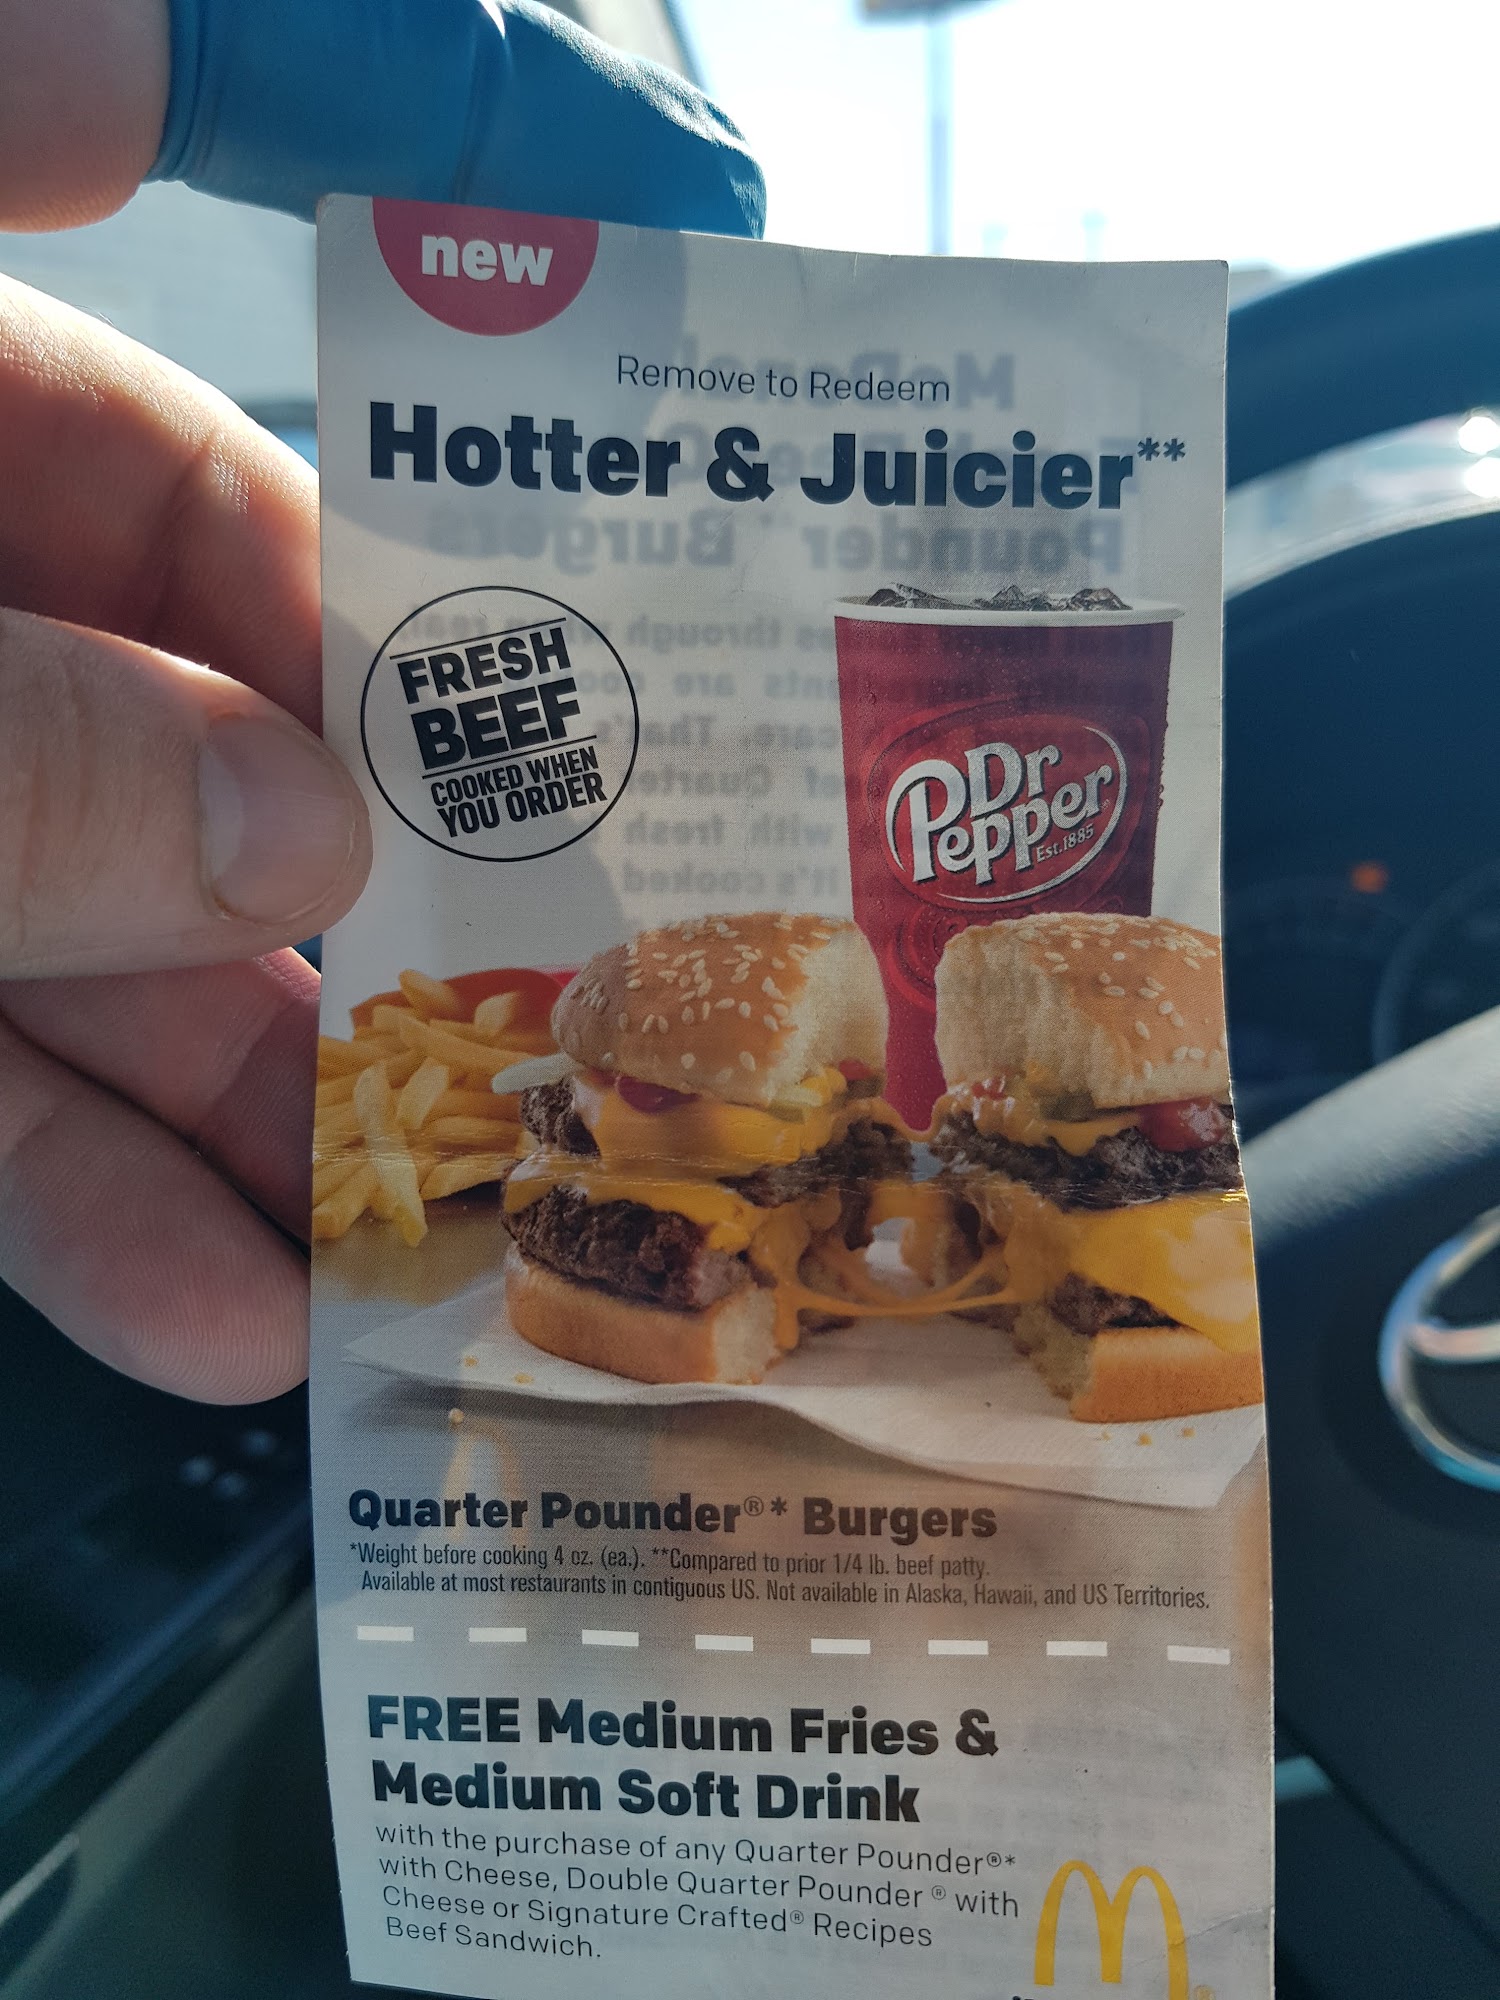 new
Remove to Redeem
Hotter & Juicier**
FRESH
BEEF
COOKED WHEN
YOU ORDER
Dr
Pepper
Est.1885
Quarter Pounder®* Burgers
*Weight before cooking 4 oz. (ea.). **Compared to prior 1/4 lb. beef patty.
Available at most restaurants in contiguous US. Not available in Alaska, Hawaii, and US Territories.
FREE Medium Fries &
Medium Soft Drink
with the purchase of any Quarter Pounder®*
with Cheese, Double Quarter Pounder ® with
Cheese or Signature Crafted® Recipes
Beef Sandwich.